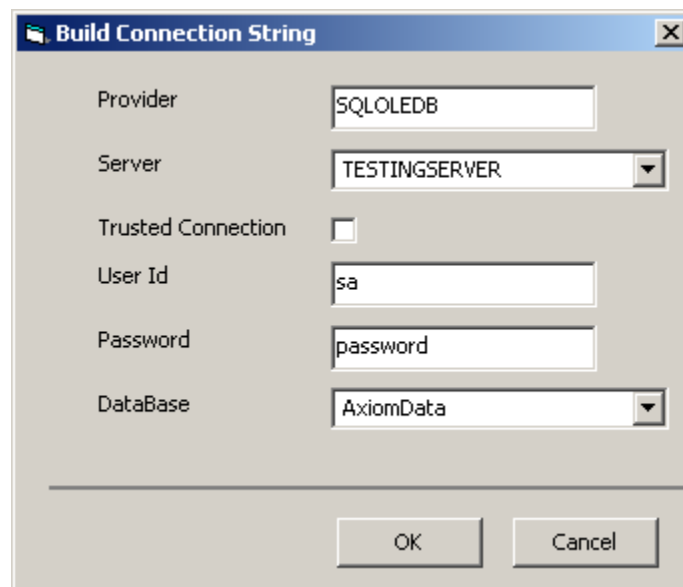 Build Connection String
Provider SQLOLEDB
Server TESTINGSERVER
Trusted Connection
User Id sa
Password password
DataBase AxiomData
OK Cancel